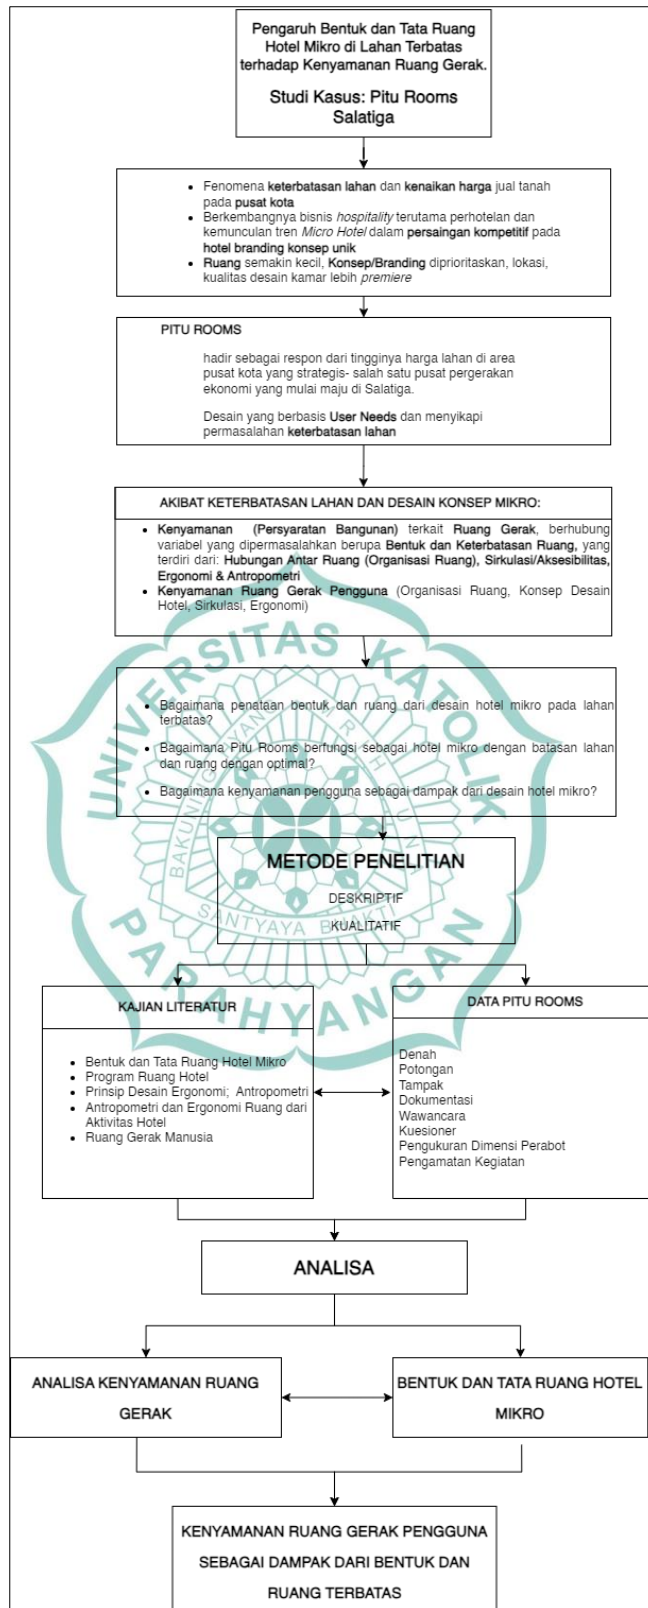 Pengaruh Bentuk dan Tata Ruang
Hotel Mikro di Lahan Terbatas
terhadap Kenyamanan Ruang Gerak.
Studi Kasus: Pitu Rooms
Salatiga
• Fenomena keterbatasan lahan dan kenaikan harga jual tanah
pada pusat kota
• Berkembangnya bisnis hospitality terutama perhotelan dan
kemunculan tren Micro Hotel dalam persaingan kompetitif pada
hotel branding konsep unik
• Ruang semakin kecil, Konsep/Branding diprioritaskan, lokasi,
kualitas desain kamar lebih premiere
PITU ROOMS
hadir sebagai respon dari tingginya harga lahan di area
pusat kota yang strategis- salah satu pusat pergerakan
ekonomi yang mulai maju di Salatiga.
Desain yang berbasis User Needs dan menyikapi
permasalahan keterbatasan lahan
AKIBAT KETERBATASAN LAHAN DAN DESAIN KONSEP MIKRO:
• Kenyamanan (Persyaratan Bangunan) terkait Ruang Gerak, berhubung
variabel yang dipermasalahkan berupa Bentuk dan Keterbatasan Ruang, yang
terdiri dari: Hubungan Antar Ruang (Organisasi Ruang), Sirkulasi/Aksesibilitas,
Ergonomi & Antropometri
• Kenyamanan Ruang Gerak Pengguna (Organisasi Ruang, Konsep Desain
Hotel, Sirkulasi, Ergonomi)
• Bagaimana penataan bentuk dan ruang dari desain hotel mikro pada lahan
terbatas?
• Bagaimana Pitu Rooms berfungsi sebagai hotel mikro dengan batasan lahan
dan ruang dengan optimal?
• Bagaimana kenyamanan pengguna sebagai dampak dari desain hotel mikro?
METODE PENELITIAN
DESKRIPTIF
KUALITATIF
KAJIAN LITERATUR
• Bentuk dan Tata Ruang Hotel Mikro
• Program Ruang Hotel
• Prinsip Desain Ergonomi; Antropometri
• Antropometri dan Ergonomi Ruang dari
Aktivitas Hotel
• Ruang Gerak Manusia
DATA PITU ROOMS
Denah
Potongan
Tampak
Dokumentasi
Wawancara
Kuesioner
Pengukuran Dimensi Perabot
Pengamatan Kegiatan
ANALISA
ANALISA KENYAMANAN RUANG
GERAK
BENTUK DAN TATA RUANG HOTEL
MIKRO
KENYAMANAN RUANG GERAK PENGGUNA
SEBAGAI DAMPAK DARI BENTUK DAN
RUANG TERBATAS
UNIVERSITAS KATOLIK
PARAHYANGAN
SANTYAYA BHAKTI